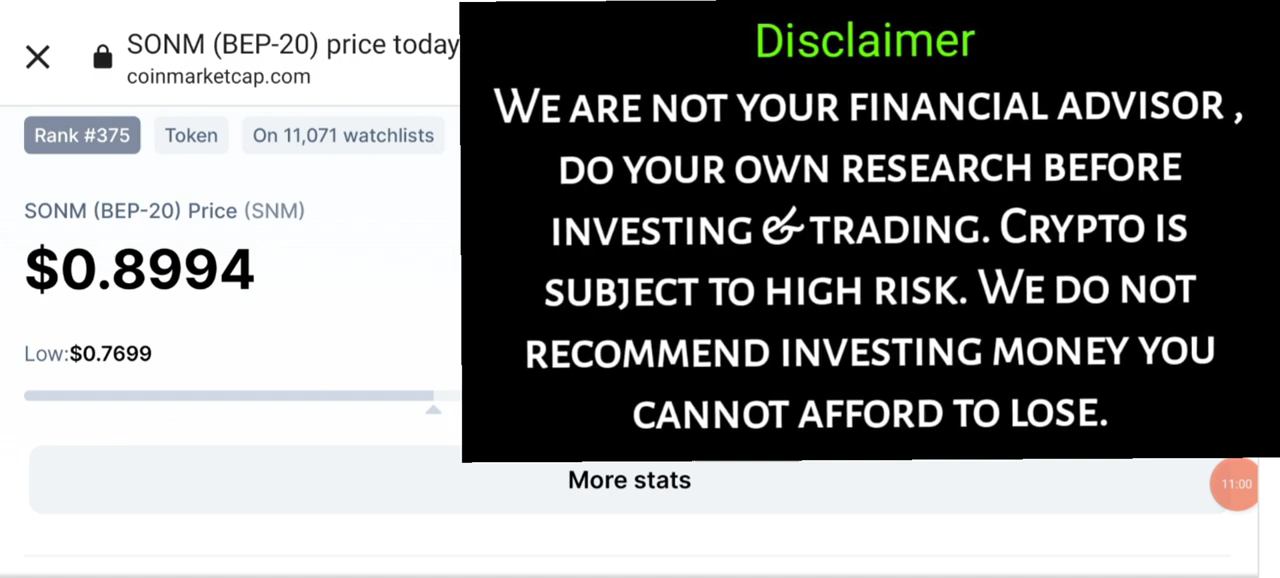 SONM (BEP-20) price today
coinmarketcap.com
Rank #375 Token On 11,071 watchlists
SONM (BEP-20) Price (SNM)
$0.8994
Low:$0.7699
More stats
11:00
Disclaimer
We are not your financial advisor ,
do your own research before
investing & trading. Crypto is
subject to high risk. We do not
recommend investing money you
cannot afford to lose.